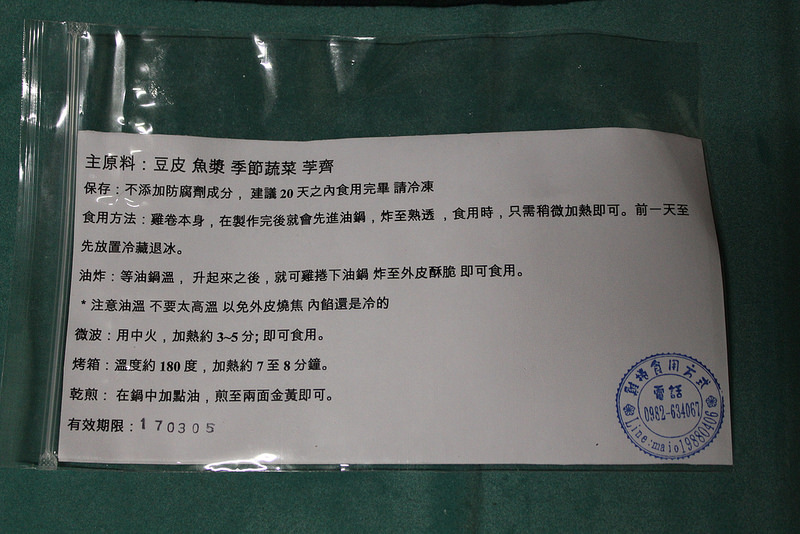 主原料：豆皮 魚漿 季節蔬菜 荸薺
保存：不添加防腐劑成分， 建議 20 天之內食用完畢 請冷凍
食用方法：雞卷本身，在製作完後就會先進油鍋，炸至熟透 ，食用時，只需稍微加熱即可。前一天至
先放置冷藏退冰。
油炸：等油鍋溫， 升起來之後，就可雞捲下油鍋 炸至外皮酥脆 即可食用。
* 注意油溫 不要太高溫 以免外皮燒焦 內餡還是冷的
微波：用中火，加熱約 3~5 分; 即可食用。
烤箱：溫度約 180 度，加熱約 7 至 8 分鐘。
乾煎： 在鍋中加點油，煎至兩面金黃即可。
有效期限：170305
食用方式
電話
0982-634067
Line:maio19880406